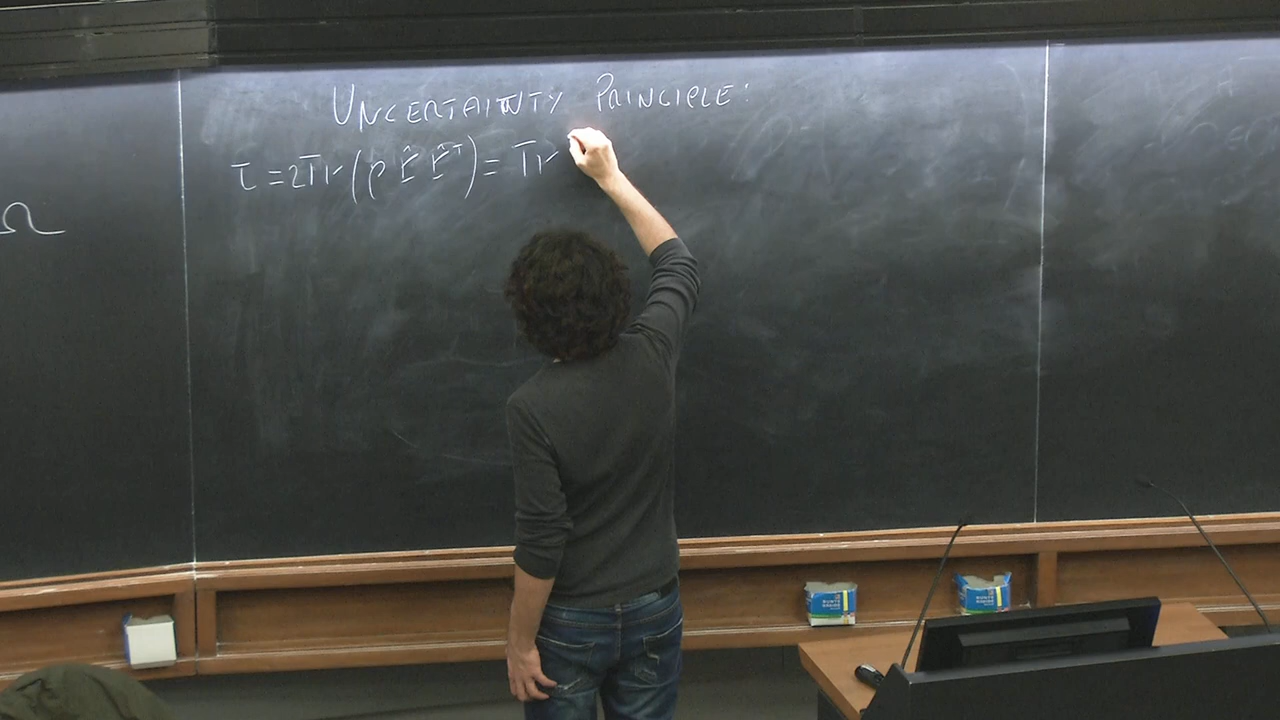 UNCERTAINTY PRINCIPLE:
τ = 2Tr(ρ r̂ r̂ᵀ) = Tr
Ω